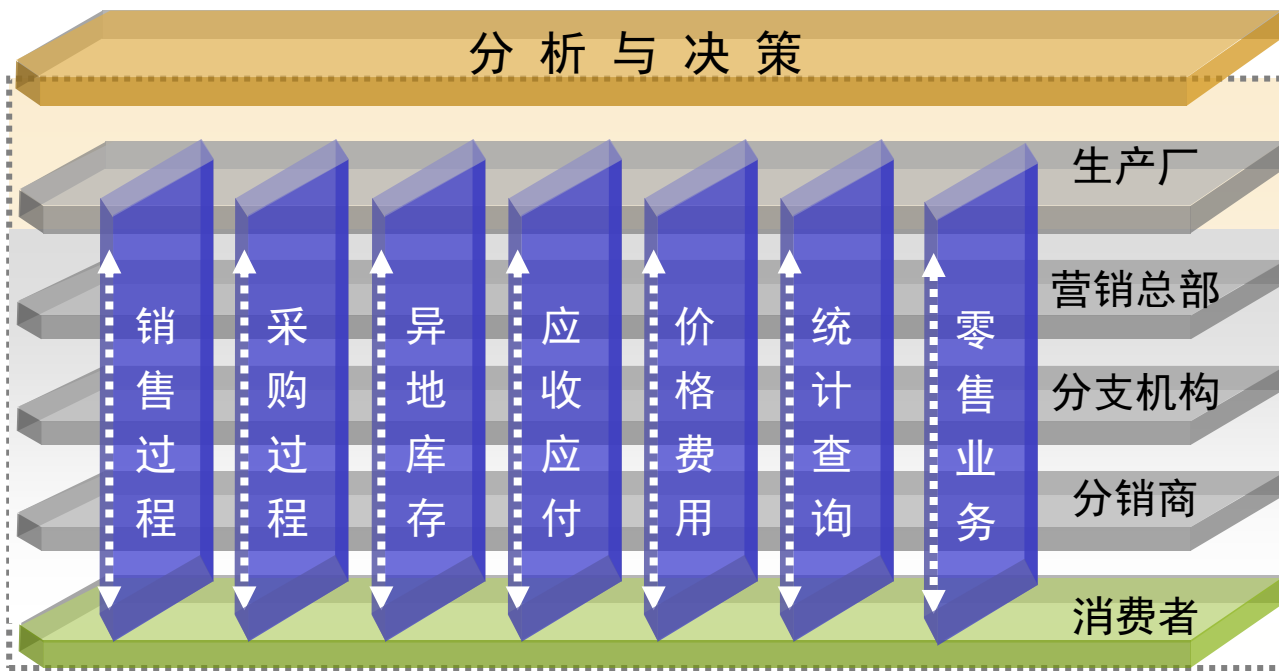 分析与决策
生产厂
营销总部
分支机构
分销商
消费者
销售过程
采购过程
异地库存
应收应付
价格费用
统计查询
零售业务